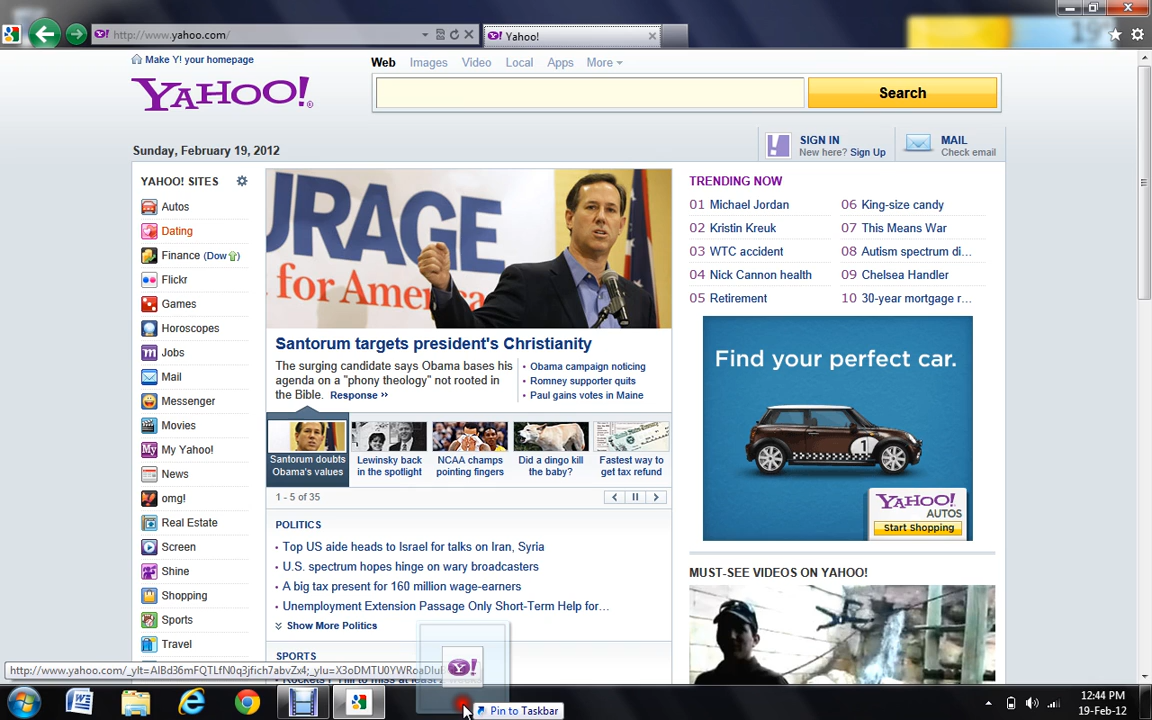 http://www.yahoo.com/
Yahoo!
19°
Make Y! your homepage
Web Images Video Local Apps More
YAHOO!
Search
Sunday, February 19, 2012
SIGN IN
New here? Sign Up
MAIL
Check email
YAHOO! SITES
Autos
Dating
Finance (Dow)
Flickr
Games
Horoscopes
Jobs
Mail
Messenger
Movies
My Yahoo!
News
omg!
Real Estate
Screen
Shine
Shopping
Sports
Travel
URAGE
for Amer
Santorum targets president's Christianity
The surging candidate says Obama bases his
agenda on a "phony theology" not rooted in
the Bible. Response »
• Obama campaign noticing
• Romney supporter quits
• Paul gains votes in Maine
Santorum doubts
Obama's values
Lewinsky back
in the spotlight
NCAA champs
pointing fingers
Did a dingo kill
the baby?
Fastest way to
get tax refund
1 - 5 of 35
POLITICS
• Top US aide heads to Israel for talks on Iran, Syria
• U.S. spectrum hopes hinge on wary broadcasters
• A big tax present for 160 million wage-earners
• Unemployment Extension Passage Only Short-Term Help for...
Show More Politics
SPORTS
TRENDING NOW
01 Michael Jordan
02 Kristin Kreuk
03 WTC accident
04 Nick Cannon health
05 Retirement
06 King-size candy
07 This Means War
08 Autism spectrum di...
09 Chelsea Handler
10 30-year mortgage r...
Find your perfect car.
1
YAHOO!
AUTOS
Start Shopping
MUST-SEE VIDEOS ON YAHOO!
Y!
Pin to Taskbar
12:44 PM
19-Feb-12